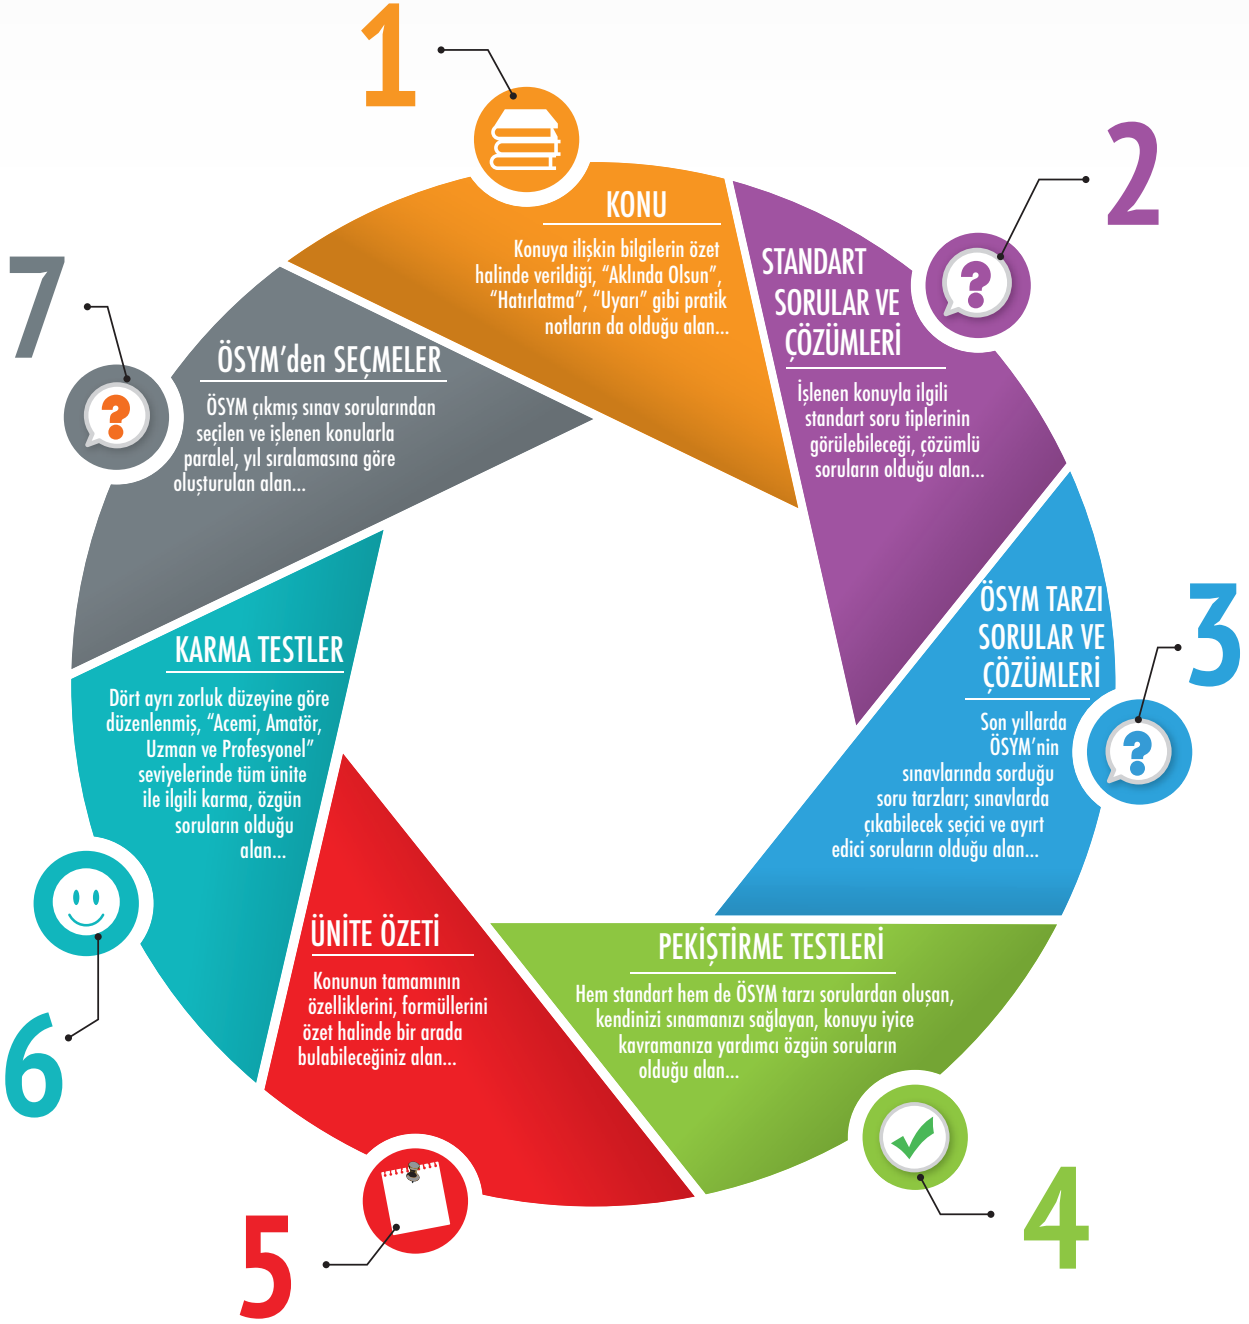 1
KONU
Konuya ilişkin bilgilerin özet
halinde verildiği, “Aklında Olsun”,
“Hatırlatma”, “Uyarı” gibi pratik
notların da olduğu alan...
2
STANDART
SORULAR VE
ÇÖZÜMLERİ
İşlenen konuyla ilgili
standart soru tiplerinin
görülebileceği, çözümlü
soruların olduğu alan...
3
ÖSYM TARZI
SORULAR VE
ÇÖZÜMLERİ
Son yıllarda
ÖSYM’nin
sınavlarında sorduğu
soru tarzları; sınavlarda
çıkabilecek seçici ve ayırt
edici soruların olduğu alan...
4
PEKİŞTİRME TESTLERİ
Hem standart hem de ÖSYM tarzı sorulardan oluşan,
kendinizi sınamanızı sağlayan, konuyu iyice
kavramanıza yardımcı özgün soruların
olduğu alan...
5
ÜNİTE ÖZETİ
Konunun tamamının
özelliklerini, formüllerini
özet halinde bir arada
bulabileceğiniz alan...
6
KARMA TESTLER
Dört ayrı zorluk düzeyine göre
düzenlenmiş, “Acemi, Amatör,
Uzman ve Profesyonel”
seviyelerinde tüm ünite
ile ilgili karma, özgün
soruların olduğu
alan...
7
ÖSYM’den SEÇMELER
ÖSYM çıkmış sınav sorularından
seçilen ve işlenen konularla
paralel, yıl sıralamasına göre
oluşturulan alan...